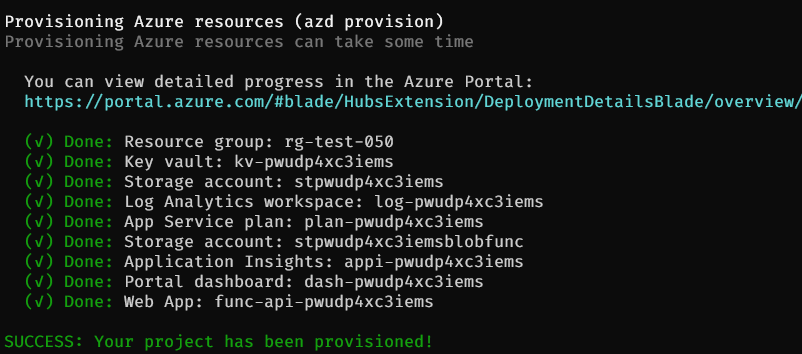 Provisioning Azure resources (azd provision)
Provisioning Azure resources can take some time
You can view detailed progress in the Azure Portal:
https://portal.azure.com/#blade/HubsExtension/DeploymentDetailsBlade/overview/
(√) Done: Resource group: rg-test-050
(√) Done: Key vault: kv-pwudp4xc3iems
(√) Done: Storage account: stpwudp4xc3iems
(√) Done: Log Analytics workspace: log-pwudp4xc3iems
(√) Done: App Service plan: plan-pwudp4xc3iems
(√) Done: Storage account: stpwudp4xc3iemsblobfunc
(√) Done: Application Insights: appi-pwudp4xc3iems
(√) Done: Portal dashboard: dash-pwudp4xc3iems
(√) Done: Web App: func-api-pwudp4xc3iems
SUCCESS: Your project has been provisioned!